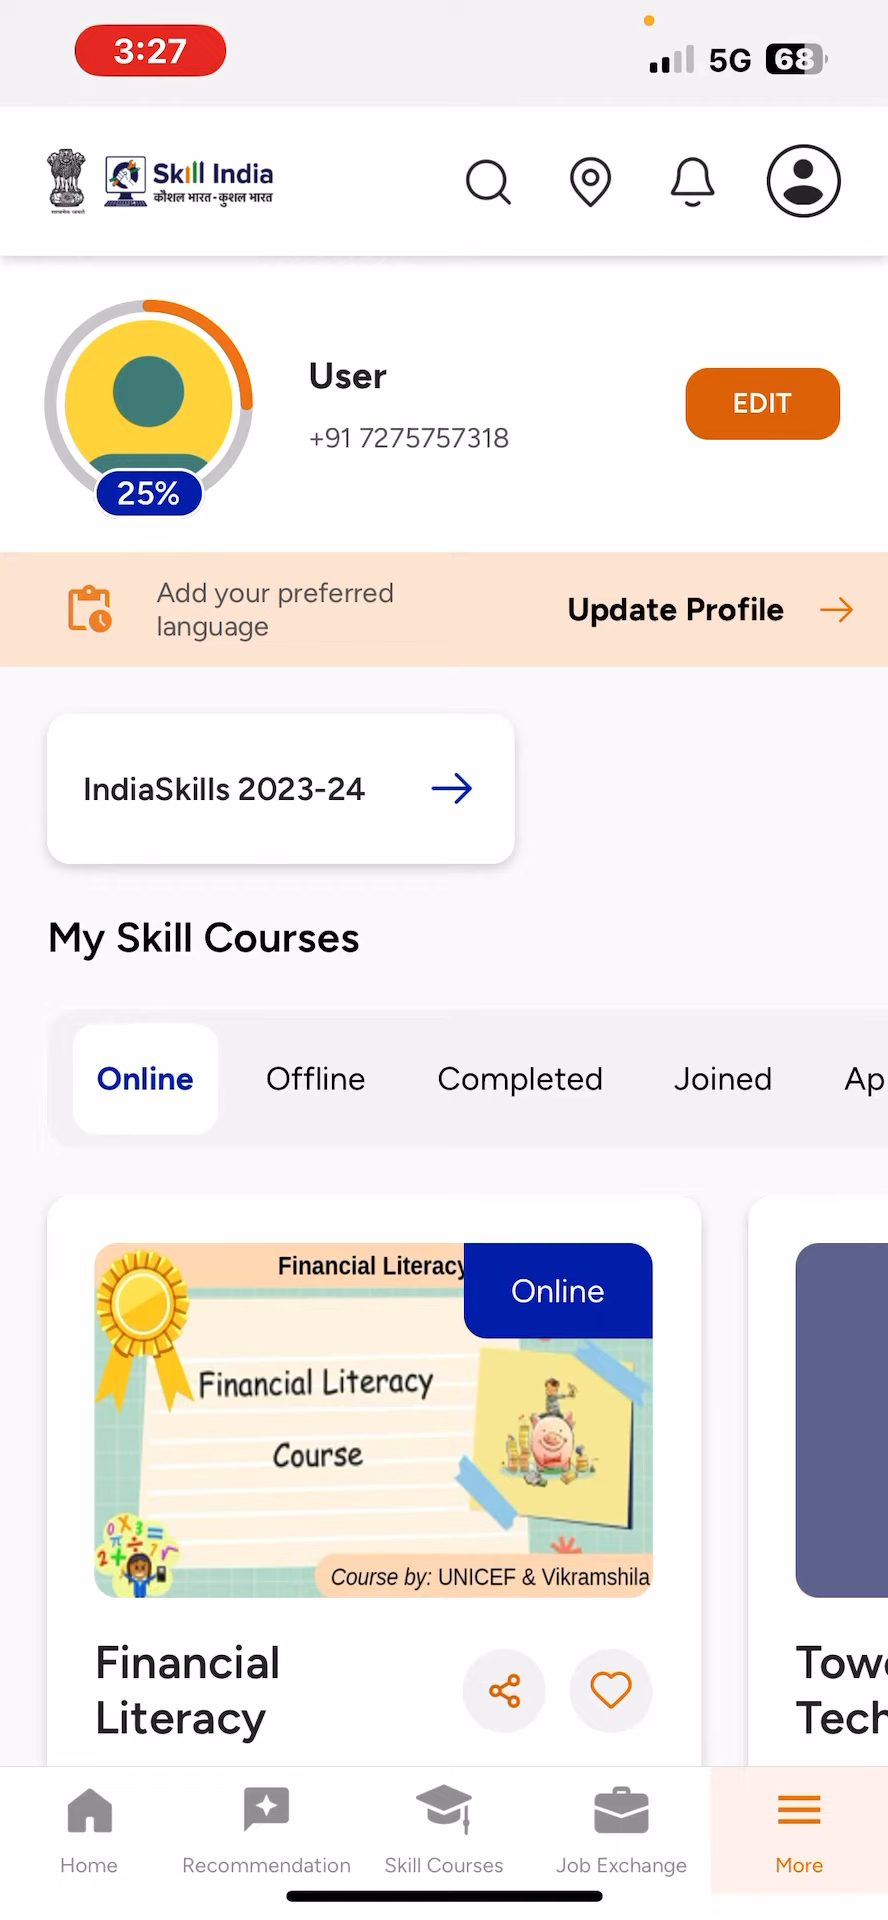 3:27
5G 68
Skill India
कौशल भारत-कुशल भारत
User
+91 7275757318
EDIT
25%
Add your preferred
language
Update Profile
IndiaSkills 2023-24
My Skill Courses
Online
Offline
Completed
Joined
Ap
Financial Literacy
Online
Financial Literacy
Course
Course by: UNICEF & Vikramshila
Financial
Literacy
Towe
Tech
Home
Recommendation
Skill Courses
Job Exchange
More